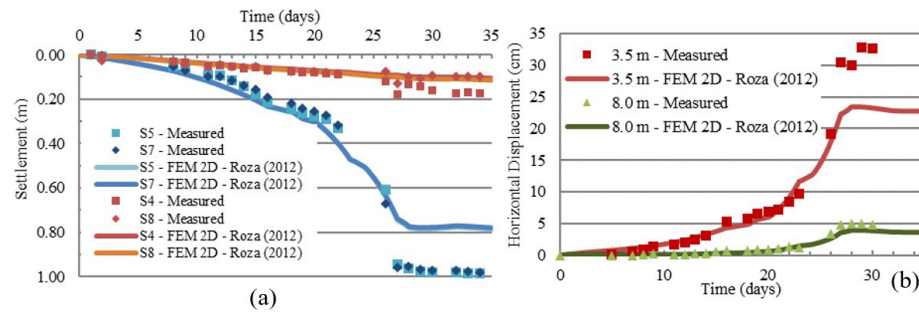 Time (days)
0 5 10 15 20 25 30 35
0.00
0.20
0.40
0.60
0.80
1.00
Settlement (m)
S5 - Measured
S7 - Measured
S5 - FEM 2D - Roza (2012)
S7 - FEM 2D - Roza (2012)
S4 - Measured
S8 - Measured
S4 - FEM 2D - Roza (2012)
S8 - FEM 2D - Roza (2012)
(a)
Horizontal Displacement (cm)
35
30
25
20
15
10
5
0
3.5 m - Measured
3.5 m - FEM 2D - Roza (2012)
8.0 m - Measured
8.0 m - FEM 2D - Roza (2012)
0 10 20 30
Time (days)
(b)